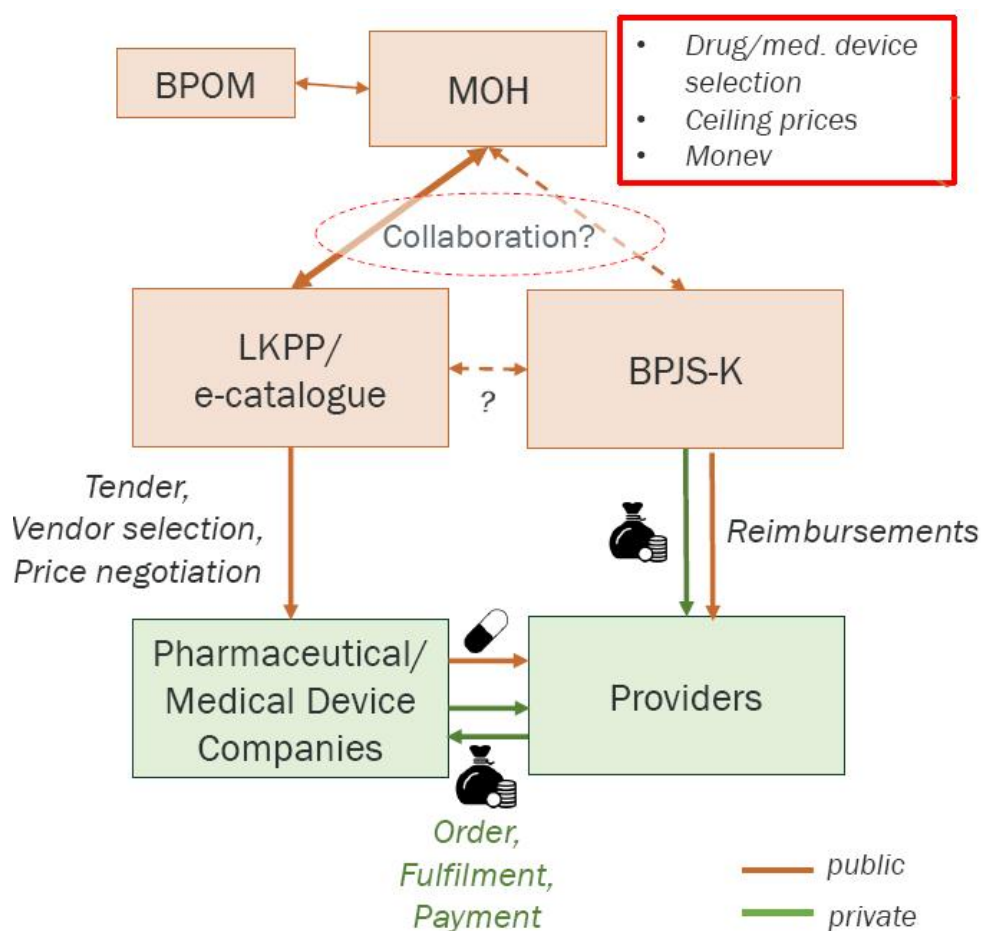 BPOM
MOH
• Drug/med. device
selection
• Ceiling prices
• Monev
Collaboration?
LKPP/
e-catalogue
?
BPJS-K
Tender,
Vendor selection,
Price negotiation
Reimbursements
Pharmaceutical/
Medical Device
Companies
Providers
Order,
Fulfilment,
Payment
public
private